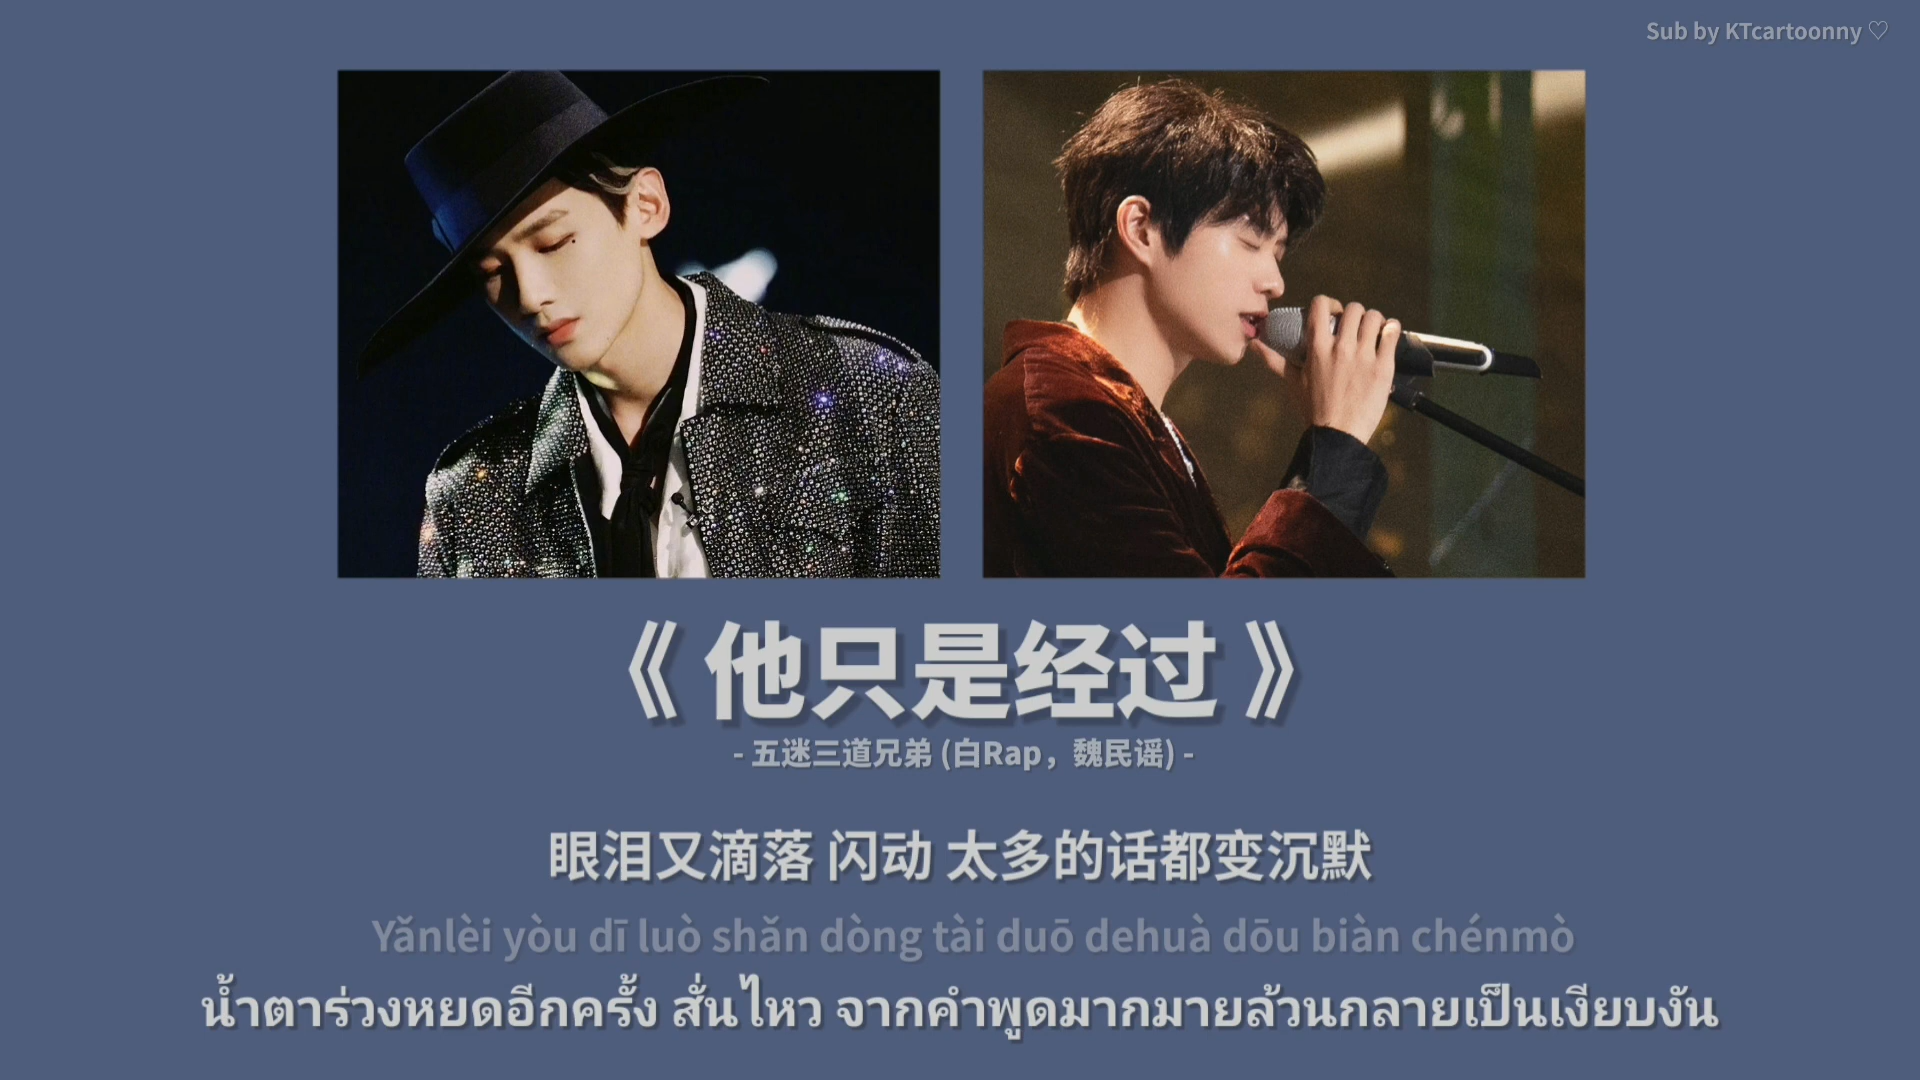 Sub by KTcartoonny ♡
《 他只是经过 》
- 五迷三道兄弟 (白Rap，魏民谣) -
眼泪又滴落 闪动 太多的话都变沉默
Yǎnlèi yòu dī luò shǎn dòng tài duō dehuà dōu biàn chénmò
น้ำตาร่วงหยดอีกครั้ง สั่นไหว จากคำพูดมากมายล้วนกลายเป็นเงียบงัน